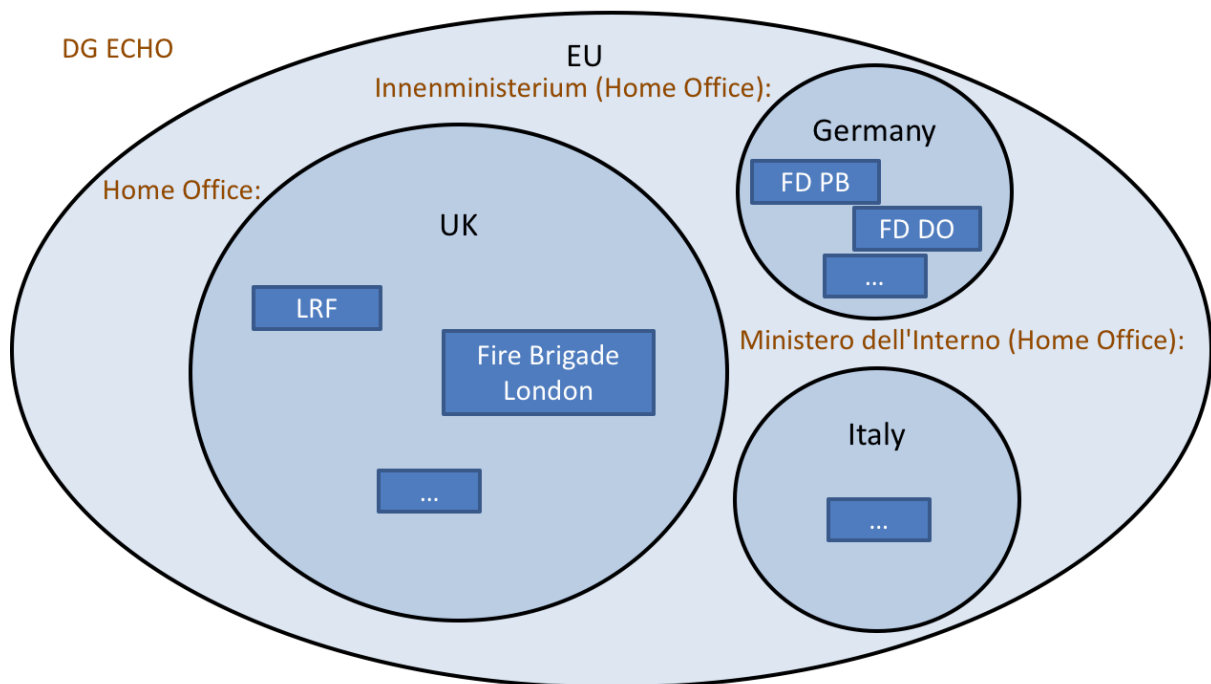 DG ECHO
EU
Innenministerium (Home Office):
Germany
FD PB
FD DO
...
Home Office:
UK
LRF
Fire Brigade
London
...
Ministero dell'Interno (Home Office):
Italy
...